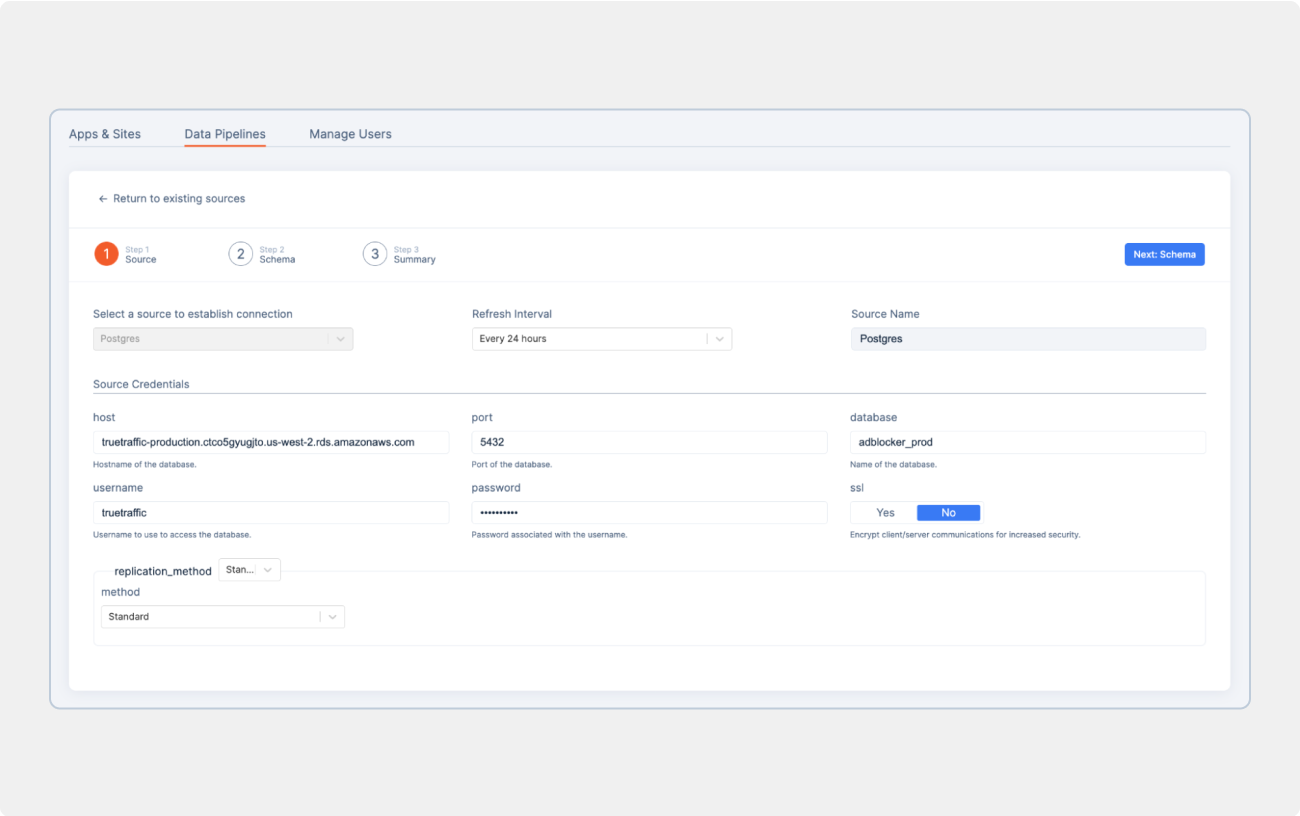 Apps & Sites Data Pipelines Manage Users
← Return to existing sources
1 Step 1 Source
2 Step 2 Schema
3 Step 3 Summary
Next: Schema
Select a source to establish connection
Postgres
Refresh Interval
Every 24 hours
Source Name
Postgres
Source Credentials
host
truetraffic-production.ctco5gyugjto.us-west-2.rds.amazonaws.com
Hostname of the database.
port
5432
Port of the database.
database
adblocker_prod
Name of the database.
username
truetraffic
Username to use to access the database.
password
••••••••••
Password associated with the username.
ssl
Yes No
Encrypt client/server communications for increased security.
replication_method Stan...
method
Standard